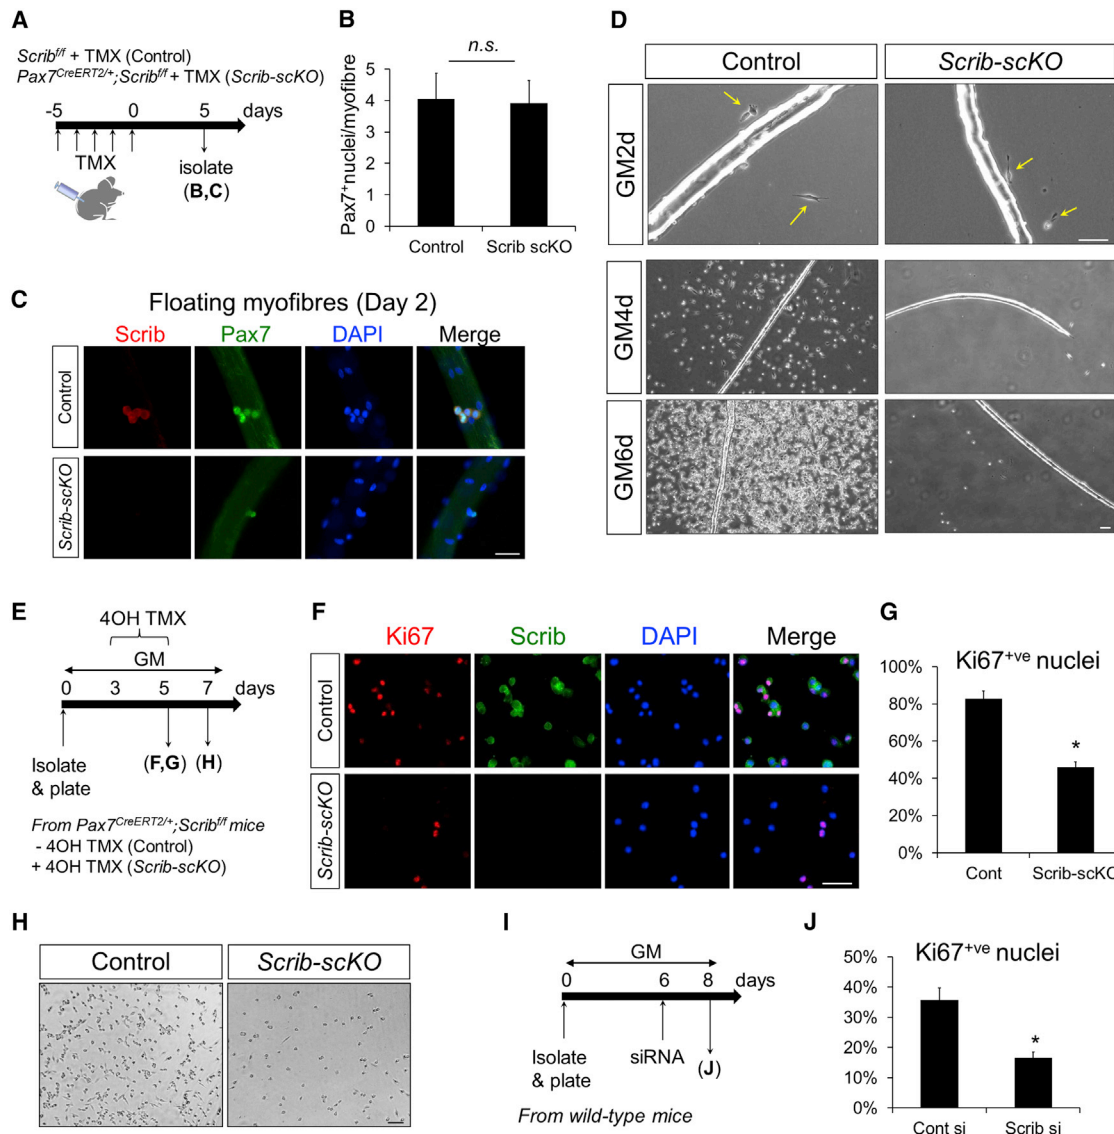 A
Scrib^f/f + TMX (Control)
Pax7^CreERT2/+;Scrib^f/f + TMX (Scrib-scKO)
-5 0 5 days
TMX
isolate
(B,C)
B
n.s.
Pax7⁺nuclei/myofibre
5
4
3
2
1
0
Control Scrib scKO
C
Floating myofibres (Day 2)
Scrib Pax7 DAPI Merge
Control
Scrib-scKO
D
Control Scrib-scKO
GM2d
GM4d
GM6d
E
4OH TMX
GM
0 3 5 7 days
Isolate
& plate
(F,G) (H)
From Pax7^CreERT2/+;Scrib^f/f mice
- 4OH TMX (Control)
+ 4OH TMX (Scrib-scKO)
F
Ki67 Scrib DAPI Merge
Control
Scrib-scKO
G
Ki67^+ve nuclei
100%
80%
60%
40%
20%
0%
*
Cont Scrib-scKO
H
Control Scrib-scKO
I
GM
0 6 8 days
Isolate
& plate
siRNA
(J)
From wild-type mice
J
Ki67^+ve nuclei
50%
40%
30%
20%
10%
0%
*
Cont si Scrib si